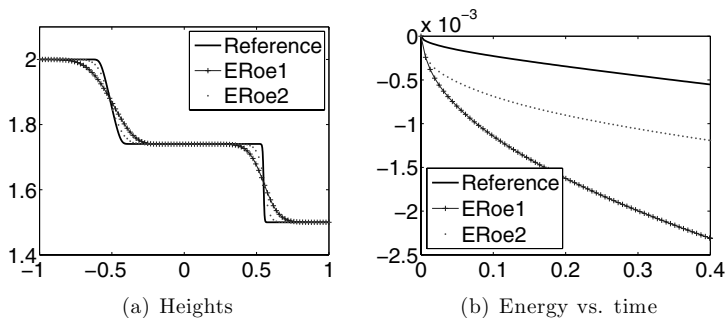 2
1.8
1.6
1.4
-1
-0.5
0
0.5
1
Reference
ERoe1
ERoe2
(a) Heights
x 10⁻³
0
-0.5
-1
-1.5
-2
-2.5
0
0.1
0.2
0.3
0.4
Reference
ERoe1
ERoe2
(b) Energy vs. time